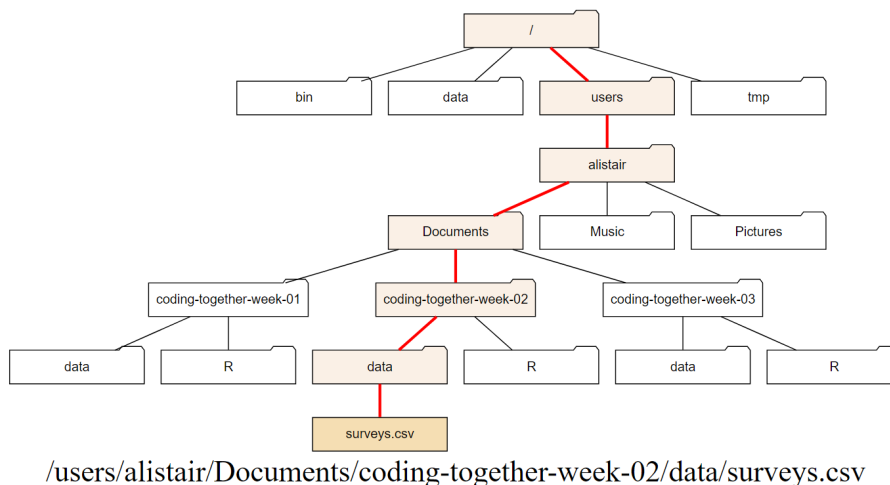 /
bin
data
users
tmp
alistair
Documents
Music
Pictures
coding-together-week-01
coding-together-week-02
coding-together-week-03
data
R
data
R
data
R
surveys.csv
/users/alistair/Documents/coding-together-week-02/data/surveys.csv